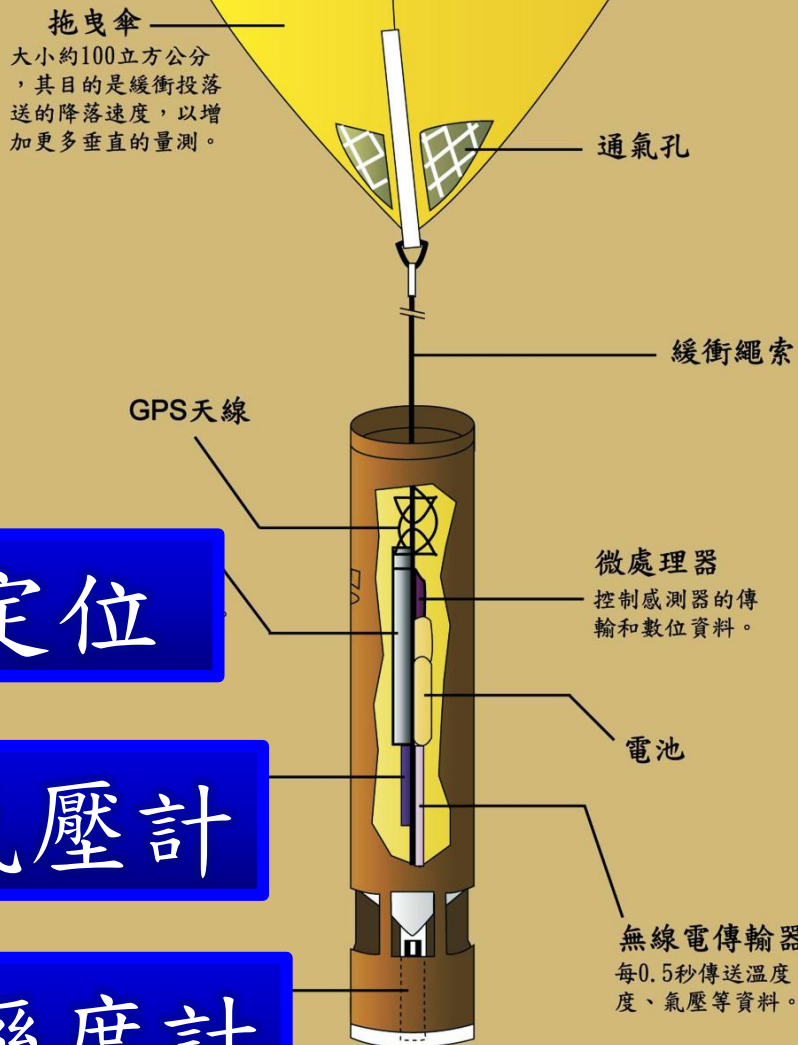 拖曳傘
大小約100立方公分
，其目的是緩衝投落
送的降落速度，以增
加更多垂直的量測。
通氣孔
緩衝繩索
GPS天線
定位
微處理器
控制感測器的傳
輸和數位資料。
電池
壓計
無線電傳輸器
每0.5秒傳送溫度
度、氣壓等資料。
度計